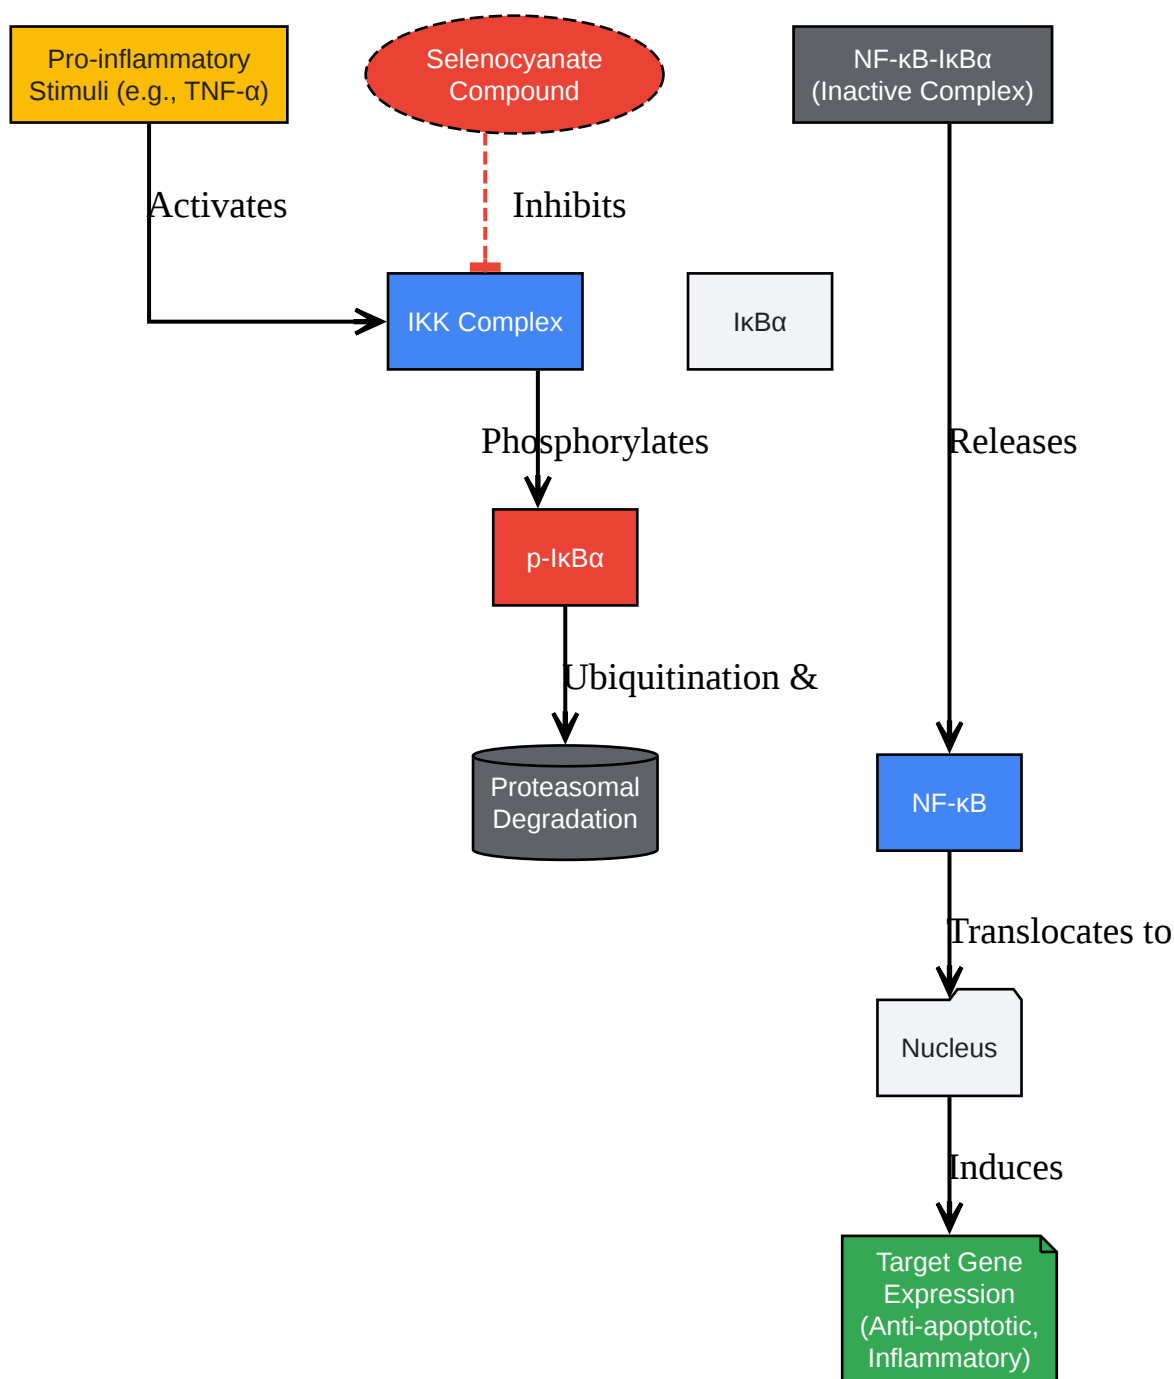 Pro-inflammatory
Stimuli (e.g., TNF-α)
Selenocyanate
Compound
NF-κB-IκBα
(Inactive Complex)
Activates
Inhibits
IKK Complex
IκBα
Phosphorylates
Releases
p-IκBα
Ubiquitination &
Proteasomal
Degradation
NF-κB
Translocates to
Nucleus
Induces
Target Gene
Expression
(Anti-apoptotic,
Inflammatory)